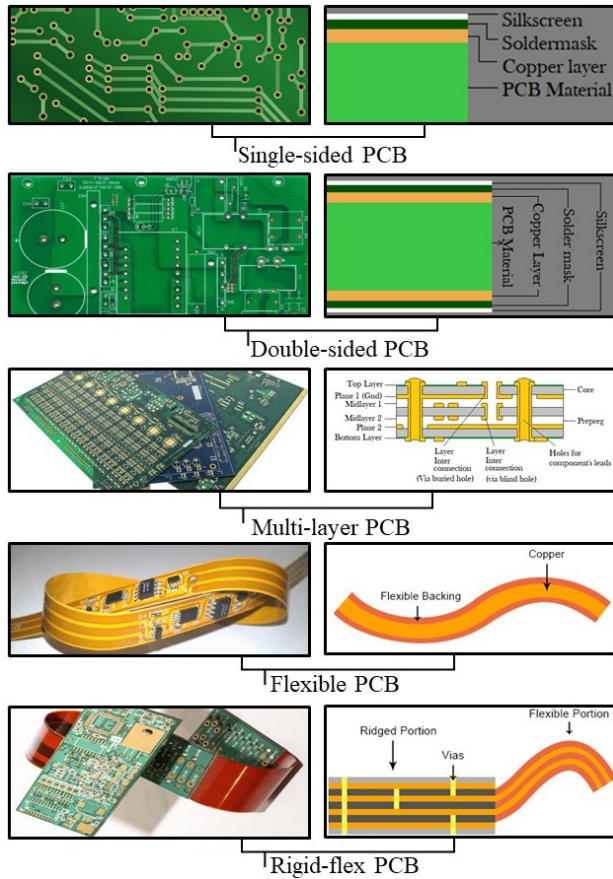 Silkscreen
Soldermask
Copper layer
PCB Material
Single-sided PCB
PCB Material
Copper Layer
Solder mask
Silkscreen
Double-sided PCB
Top Layer
Plane 1 (Gnd)
Midlayer 1
Midlayer 2
Plane 2
Bottom Layer
Core
Prepreg
Layer
Inter
connection
(Via buried hole)
Layer
Inter
connection
(via blind hole)
Holes for
component's leads
Multi-layer PCB
Copper
Flexible Backing
Flexible PCB
Flexible Portion
Ridged Portion
Vias
Rigid-flex PCB